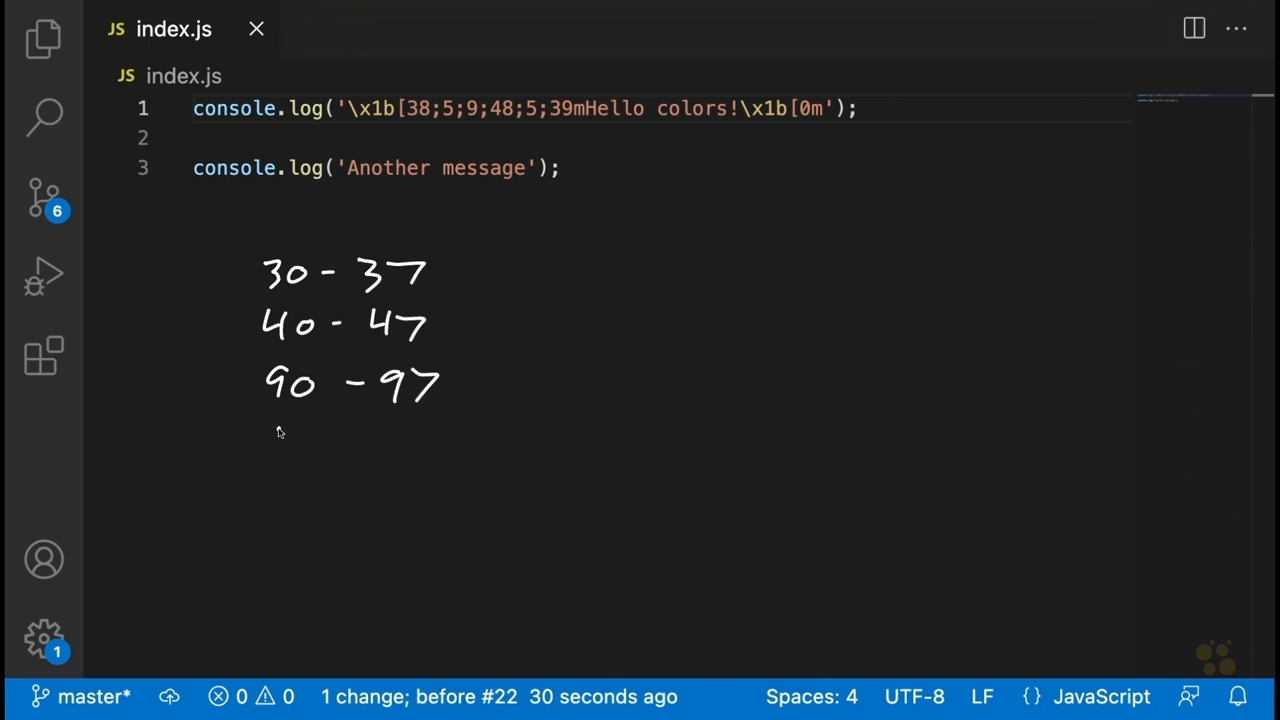 JS index.js
JS index.js
1 console.log('\x1b[38;5;9;48;5;39mHello colors!\x1b[0m');
2
3 console.log('Another message');
30 - 37
40 - 47
90 - 97
6
1
master* 0 0 1 change; before #22 30 seconds ago Spaces: 4 UTF-8 LF {} JavaScript